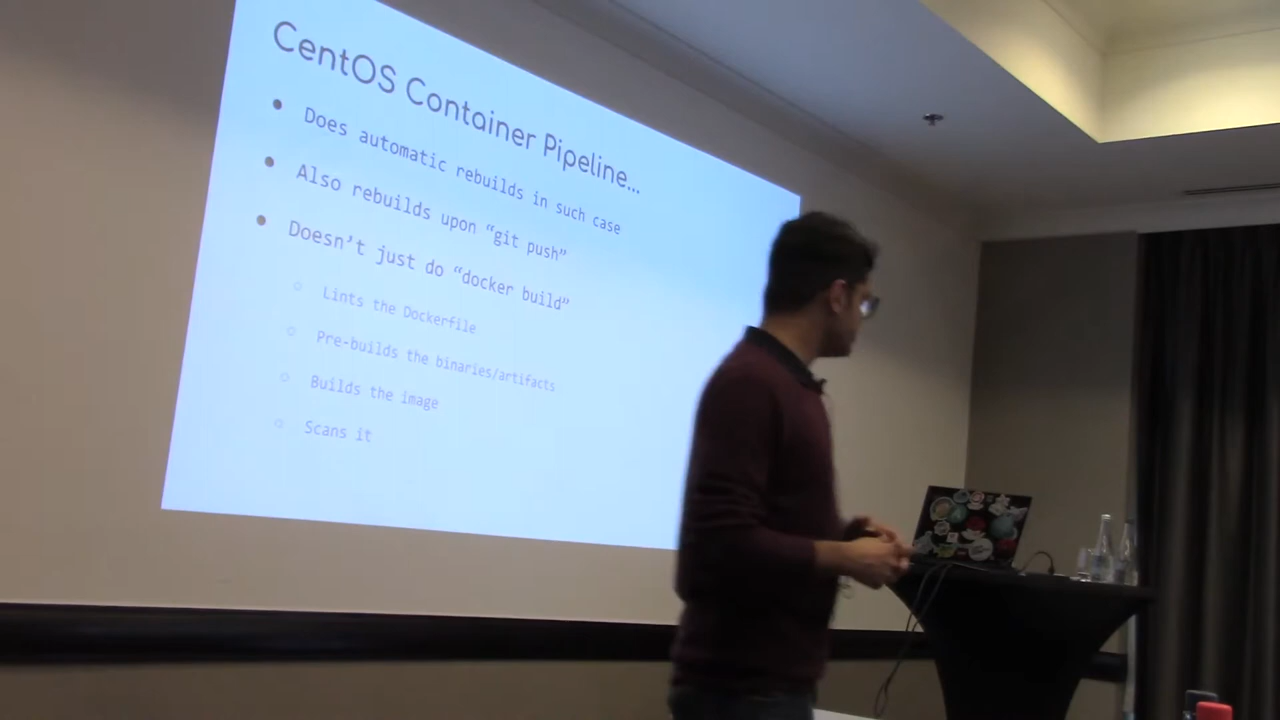 CentOS Container Pipeline...
● Does automatic rebuilds in such case
● Also rebuilds upon “git push”
● Doesn’t just do “docker build”
○ Lints the Dockerfile
○ Pre-builds the binaries/artifacts
○ Builds the image
○ Scans it